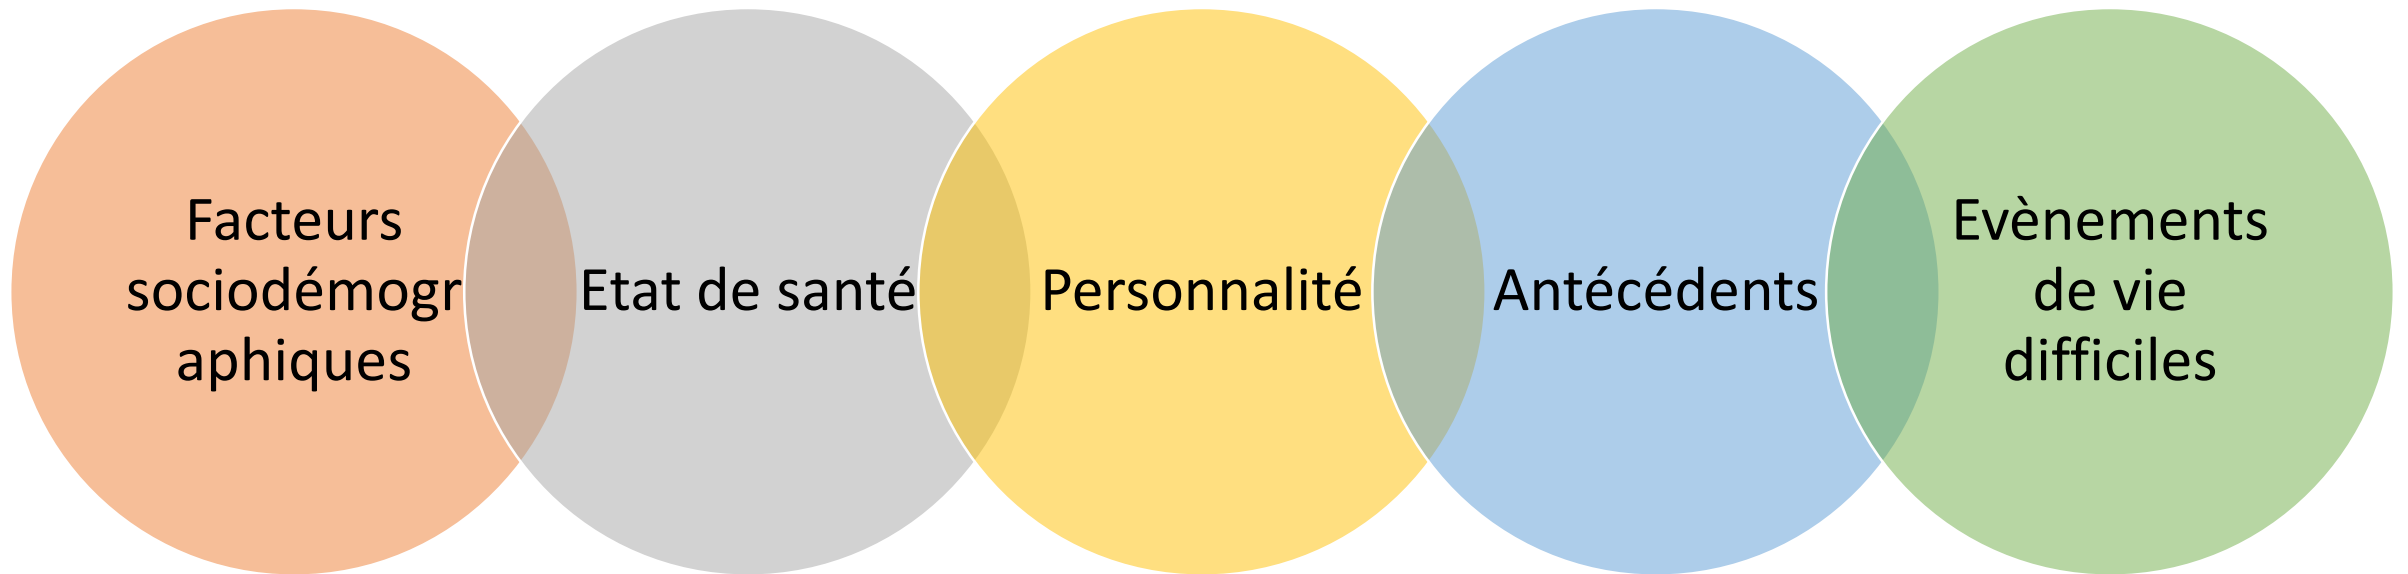 Facteurs
sociodémogr
aphiques
Etat de santé
Personnalité
Antécédents
Evènements
de vie
difficiles